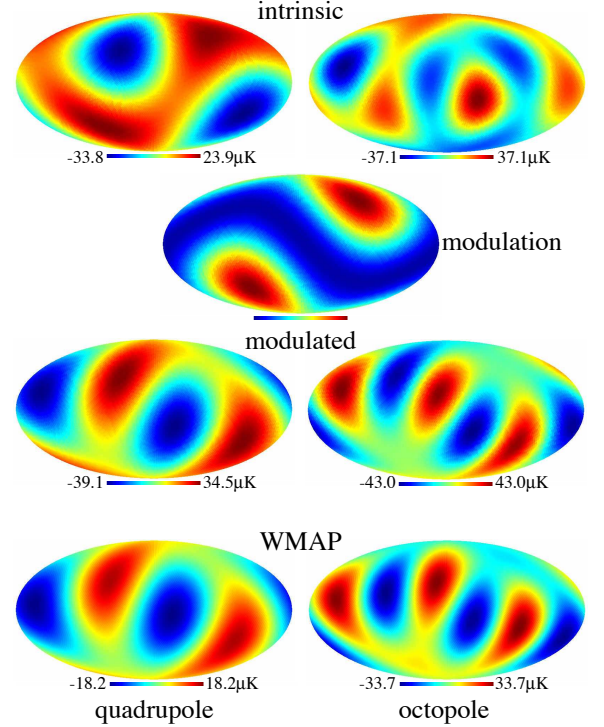 intrinsic
-33.8 23.9μK -37.1 37.1μK
modulation
modulated
-39.1 34.5μK -43.0 43.0μK
WMAP
-18.2 18.2μK -33.7 33.7μK
quadrupole octopole